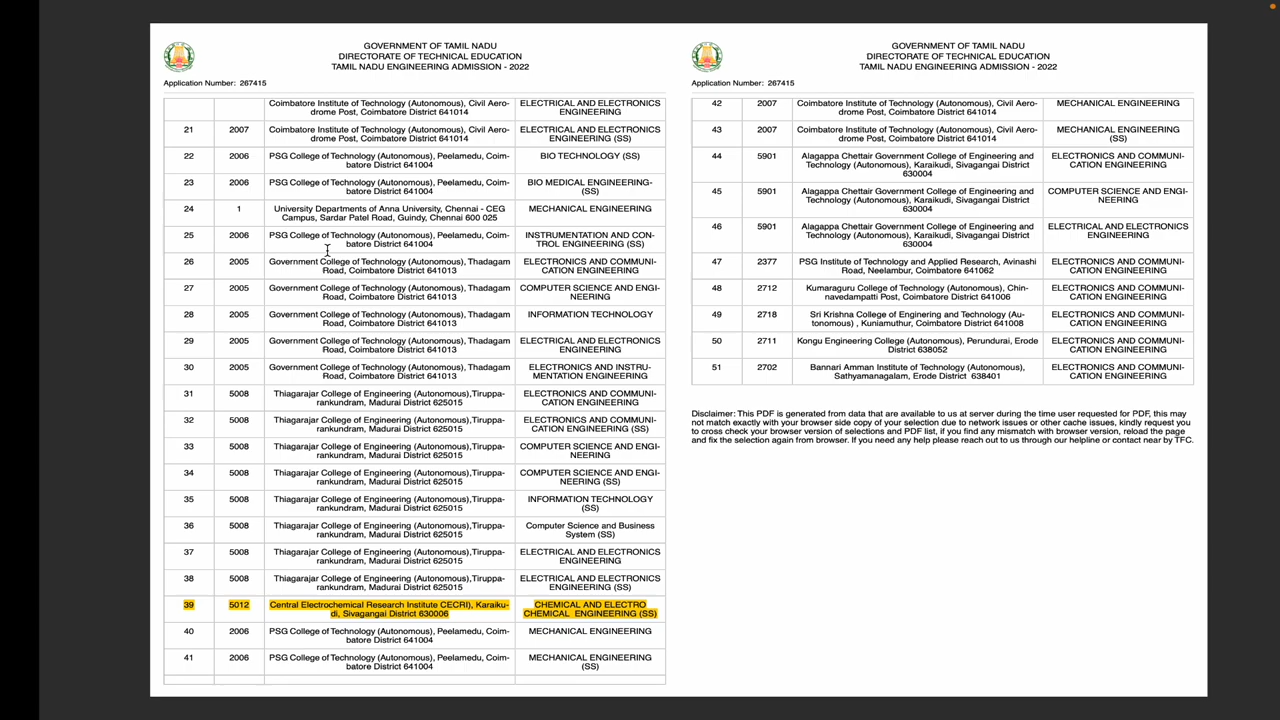 GOVERNMENT OF TAMIL NADU
DIRECTORATE OF TECHNICAL EDUCATION
TAMIL NADU ENGINEERING ADMISSION - 2022
Application Number: 267415
Coimbatore Institute of Technology (Autonomous), Civil Aero-
drome Post, Coimbatore District 641014
ELECTRICAL AND ELECTRONICS
ENGINEERING
21
2007
Coimbatore Institute of Technology (Autonomous), Civil Aero-
drome Post, Coimbatore District 641014
ELECTRICAL AND ELECTRONICS
ENGINEERING (SS)
22
2006
PSG College of Technology (Autonomous), Peelamedu, Coim-
batore District 641004
BIO TECHNOLOGY (SS)
23
2006
PSG College of Technology (Autonomous), Peelamedu, Coim-
batore District 641004
BIO MEDICAL ENGINEERING-
(SS)
24
1
University Departments of Anna University, Chennai - CEG
Campus, Sardar Patel Road, Guindy, Chennai 600 025
MECHANICAL ENGINEERING
25
2006
PSG College of Technology (Autonomous), Peelamedu, Coim-
batore District 641004
INSTRUMENTATION AND CON-
TROL ENGINEERING (SS)
26
2005
Government College of Technology (Autonomous), Thadagam
Road, Coimbatore District 641013
ELECTRONICS AND COMMUNI-
CATION ENGINEERING
27
2005
Government College of Technology (Autonomous), Thadagam
Road, Coimbatore District 641013
COMPUTER SCIENCE AND ENGI-
NEERING
28
2005
Government College of Technology (Autonomous), Thadagam
Road, Coimbatore District 641013
INFORMATION TECHNOLOGY
29
2005
Government College of Technology (Autonomous), Thadagam
Road, Coimbatore District 641013
ELECTRICAL AND ELECTRONICS
ENGINEERING
30
2005
Government College of Technology (Autonomous), Thadagam
Road, Coimbatore District 641013
ELECTRONICS AND INSTRU-
MENTATION ENGINEERING
31
5008
Thiagarajar College of Engineering (Autonomous),Tiruppa-
rankundram, Madurai District 625015
ELECTRONICS AND COMMUNI-
CATION ENGINEERING
32
5008
Thiagarajar College of Engineering (Autonomous),Tiruppa-
rankundram, Madurai District 625015
ELECTRONICS AND COMMUNI-
CATION ENGINEERING (SS)
33
5008
Thiagarajar College of Engineering (Autonomous),Tiruppa-
rankundram, Madurai District 625015
COMPUTER SCIENCE AND ENGI-
NEERING
34
5008
Thiagarajar College of Engineering (Autonomous),Tiruppa-
rankundram, Madurai District 625015
COMPUTER SCIENCE AND ENGI-
NEERING (SS)
35
5008
Thiagarajar College of Engineering (Autonomous),Tiruppa-
rankundram, Madurai District 625015
INFORMATION TECHNOLOGY
(SS)
36
5008
Thiagarajar College of Engineering (Autonomous),Tiruppa-
rankundram, Madurai District 625015
Computer Science and Business
System (SS)
37
5008
Thiagarajar College of Engineering (Autonomous),Tiruppa-
rankundram, Madurai District 625015
ELECTRICAL AND ELECTRONICS
ENGINEERING
38
5008
Thiagarajar College of Engineering (Autonomous),Tiruppa-
rankundram, Madurai District 625015
ELECTRICAL AND ELECTRONICS
ENGINEERING (SS)
39
5012
Central Electrochemical Research Institute CECRI), Karaiku-
di, Sivagangai District 630006
CHEMICAL AND ELECTRO
CHEMICAL ENGINEERING (SS)
40
2006
PSG College of Technology (Autonomous), Peelamedu, Coim-
batore District 641004
MECHANICAL ENGINEERING
41
2006
PSG College of Technology (Autonomous), Peelamedu, Coim-
batore District 641004
MECHANICAL ENGINEERING
(SS)
GOVERNMENT OF TAMIL NADU
DIRECTORATE OF TECHNICAL EDUCATION
TAMIL NADU ENGINEERING ADMISSION - 2022
Application Number: 267415
42
2007
Coimbatore Institute of Technology (Autonomous), Civil Aero-
drome Post, Coimbatore District 641014
MECHANICAL ENGINEERING
43
2007
Coimbatore Institute of Technology (Autonomous), Civil Aero-
drome Post, Coimbatore District 641014
MECHANICAL ENGINEERING
(SS)
44
5901
Alagappa Chettair Government College of Engineering and
Technology (Autonomous), Karaikudi, Sivagangai District
630004
ELECTRONICS AND COMMUNI-
CATION ENGINEERING
45
5901
Alagappa Chettair Government College of Engineering and
Technology (Autonomous), Karaikudi, Sivagangai District
630004
COMPUTER SCIENCE AND ENGI-
NEERING
46
5901
Alagappa Chettair Government College of Engineering and
Technology (Autonomous), Karaikudi, Sivagangai District
630004
ELECTRICAL AND ELECTRONICS
ENGINEERING
47
2377
PSG Institute of Technology and Applied Research, Avinashi
Road, Neelambur, Coimbatore 641062
ELECTRONICS AND COMMUNI-
CATION ENGINEERING
48
2712
Kumaraguru College of Technology (Autonomous), Chin-
navedampatti Post, Coimbatore District 641006
ELECTRONICS AND COMMUNI-
CATION ENGINEERING
49
2718
Sri Krishna College of Enginering and Technology (Au-
tonomous) , Kuniamuthur, Coimbatore District 641008
ELECTRONICS AND COMMUNI-
CATION ENGINEERING
50
2711
Kongu Engineering College (Autonomous), Perundurai, Erode
District 638052
ELECTRONICS AND COMMUNI-
CATION ENGINEERING
51
2702
Bannari Amman Institute of Technology (Autonomous),
Sathyamanagalam, Erode District 638401
ELECTRONICS AND COMMUNI-
CATION ENGINEERING
Disclaimer: This PDF is generated from data that are available to us at server during the time user requested for PDF, this may
not match exactly with your browser side copy of your selection due to network issues or other cache issues, kindly request you
to cross check your browser version of selections and PDF list, if you find any mismatch with browser version, reload the page
and fix the selection again from browser. If you need any help please reach out to us through our helpline or contact near by TFC.